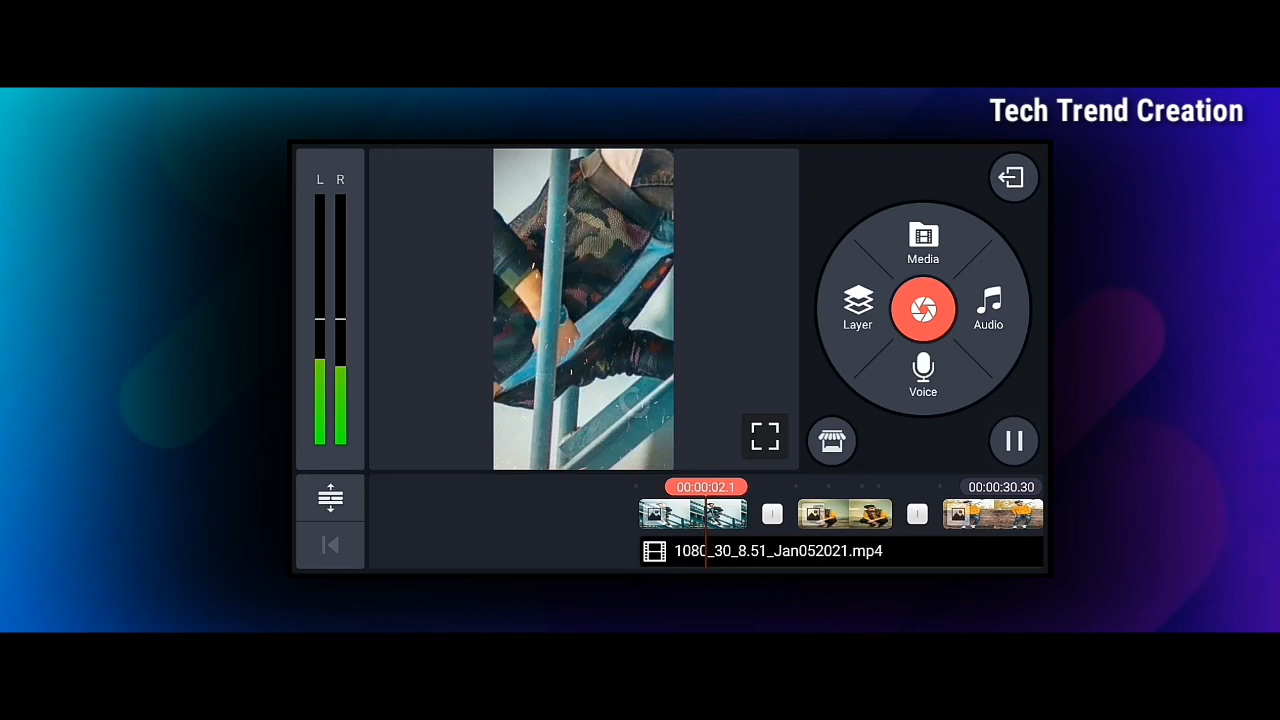 Tech Trend Creation
L R
Media
Layer
Audio
Voice
00:00:02.1
00:00:30.30
1080_30_8.51_Jan052021.mp4